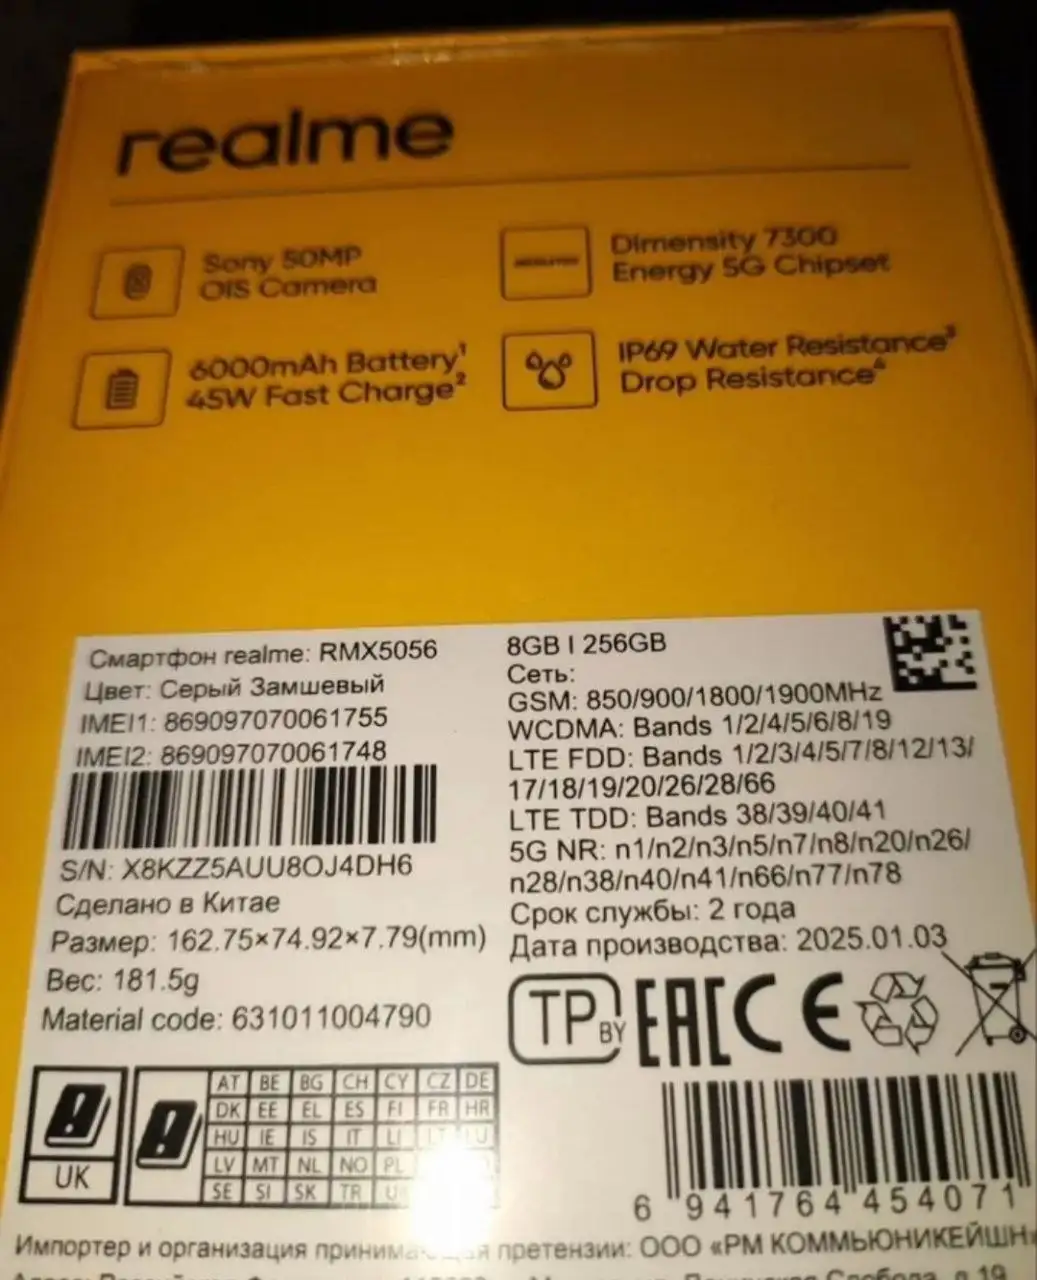 realme
Sony 50MP
OIS Camera
Dimensity 7300
Energy 5G Chipset
6000mAh Battery¹
45W Fast Charge²
IP69 Water Resistance³
Drop Resistance⁴
Смартфон realme: RMX5056
Цвет: Серый Замшевый
IMEI1: 869097070061755
IMEI2: 869097070061748
S/N: X8KZZ5AUU8OJ4DH6
Сделано в Китае
Размер: 162.75×74.92×7.79(mm)
Вес: 181.5g
Material code: 631011004790
8GB | 256GB
Сеть:
GSM: 850/900/1800/1900MHz
WCDMA: Bands 1/2/4/5/6/8/19
LTE FDD: Bands 1/2/3/4/5/7/8/12/13/
17/18/19/20/26/28/66
LTE TDD: Bands 38/39/40/41
5G NR: n1/n2/n3/n5/n7/n8/n20/n26/
n28/n38/n40/n41/n66/n77/n78
Срок службы: 2 года
Дата производства: 2025.01.03
TP BY EAC CE
UK
AT BE BG CH CY CZ DE
DK EE EL ES FI FR HR
HU IE IS IT LI LT LU
LV MT NL NO PL
SE SI SK TR
6 941764 454071
Импортер и организация претензии: ООО «РМ КОММЬЮНИКЕЙШН»